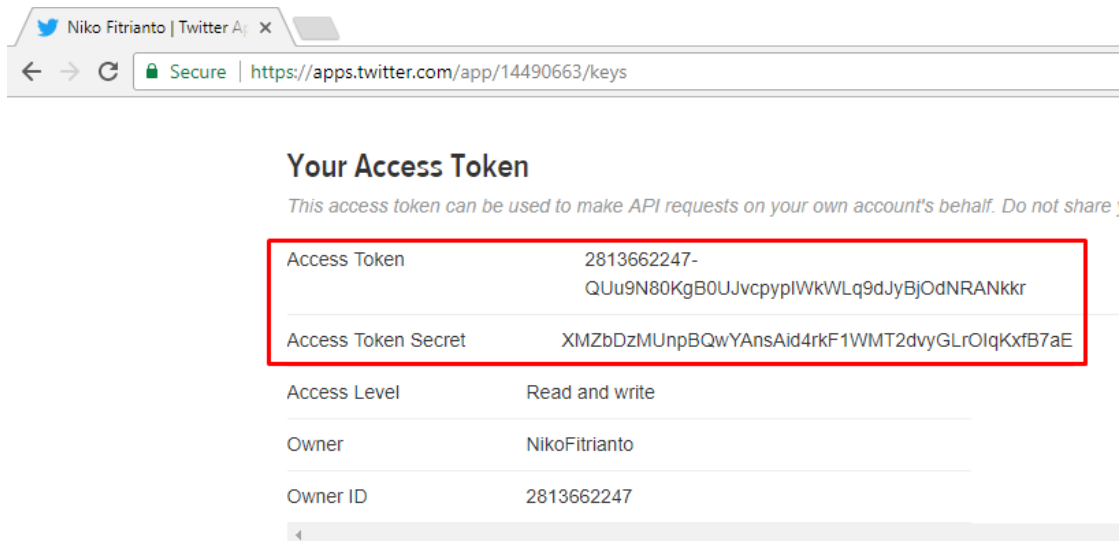 Niko Fitrianto | Twitter Ap
Secure | https://apps.twitter.com/app/14490663/keys
Your Access Token
This access token can be used to make API requests on your own account's behalf. Do not share
Access Token 2813662247-
Access Token Secret
Access Level Read and write
Owner NikoFitrianto
Owner ID 2813662247